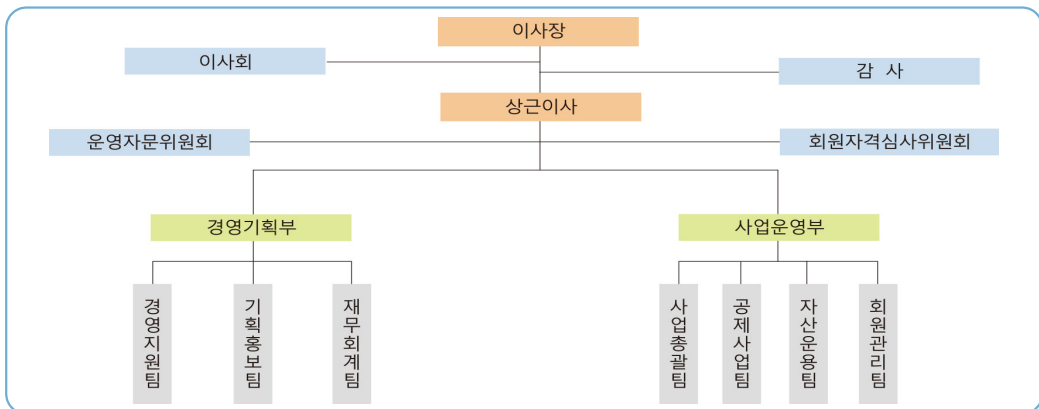 이사장
이사회
감 사
상근이사
운영자문위원회
회원자격심사위원회
경영기획부
사업운영부
경영지원팀
기획홍보팀
재무회계팀
사업총괄팀
공제사업팀
자산운용팀
회원관리팀